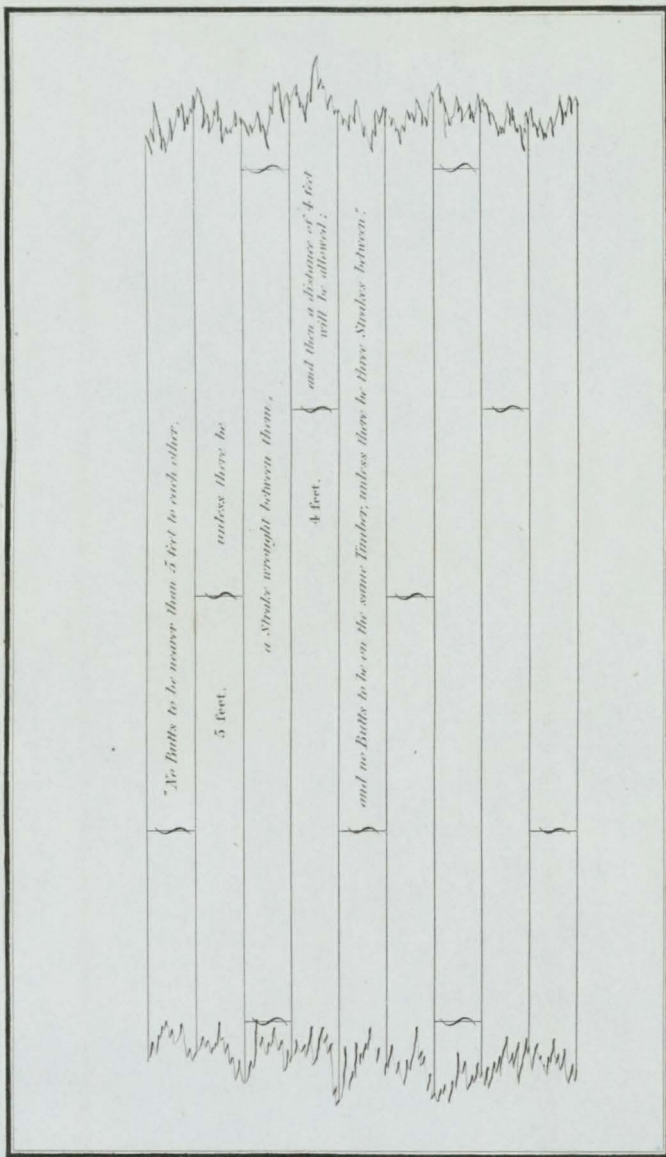 "No Butts to be nearer than 5 feet to each other,
5 feet. unless there be
a Strake wrought between them,
4 feet. and then a distance of 4 feet
will be allowed;
and no Butts to be on the same Timber, unless there be three Strakes between."